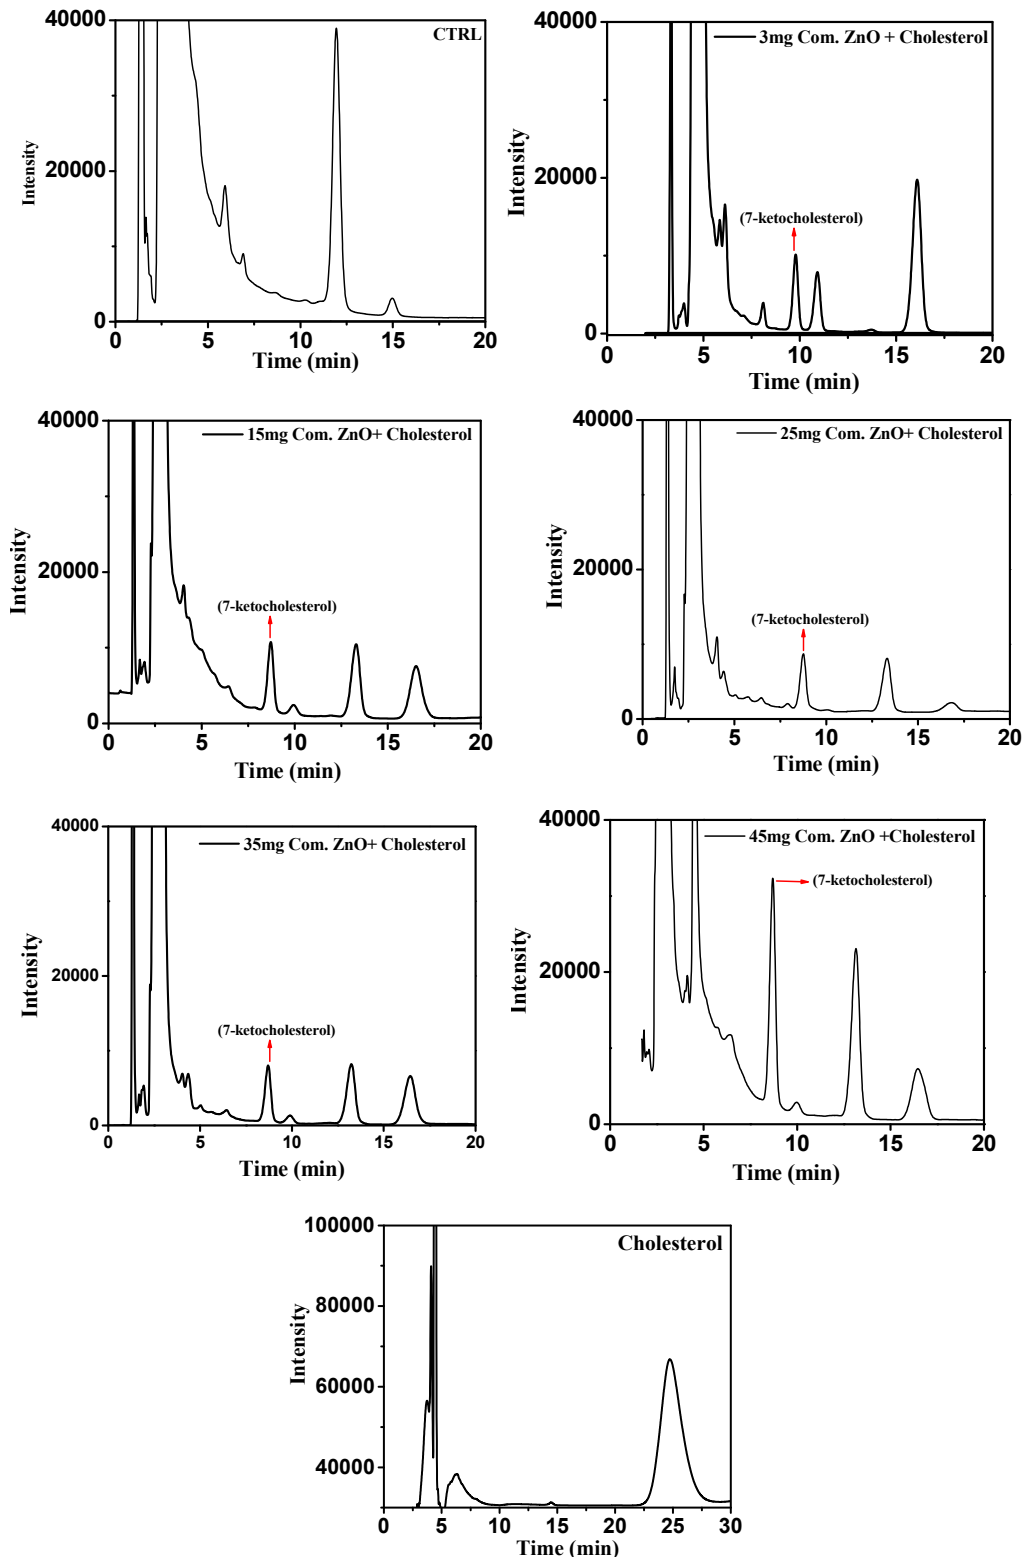 40000
CTRL
Intensity
20000
0
0 5 10 15 20
Time (min)
40000
3mg Com. ZnO + Cholesterol
Intensity
20000
(7-ketocholesterol)
0
0 5 10 15 20
Time (min)
40000
15mg Com. ZnO+ Cholesterol
Intensity
20000
(7-ketocholesterol)
0
0 5 10 15 20
Time (min)
40000
25mg Com. ZnO+ Cholesterol
Intensity
20000
(7-ketocholesterol)
0
0 5 10 15 20
Time (min)
40000
35mg Com. ZnO+ Cholesterol
Intensity
20000
(7-ketocholesterol)
0
0 5 10 15 20
Time (min)
40000
45mg Com. ZnO +Cholesterol
(7-ketocholesterol)
Intensity
20000
0
0 5 10 15 20
Time (min)
100000
Cholesterol
80000
Intensity
60000
40000
0 5 10 15 20 25 30
Time (min)